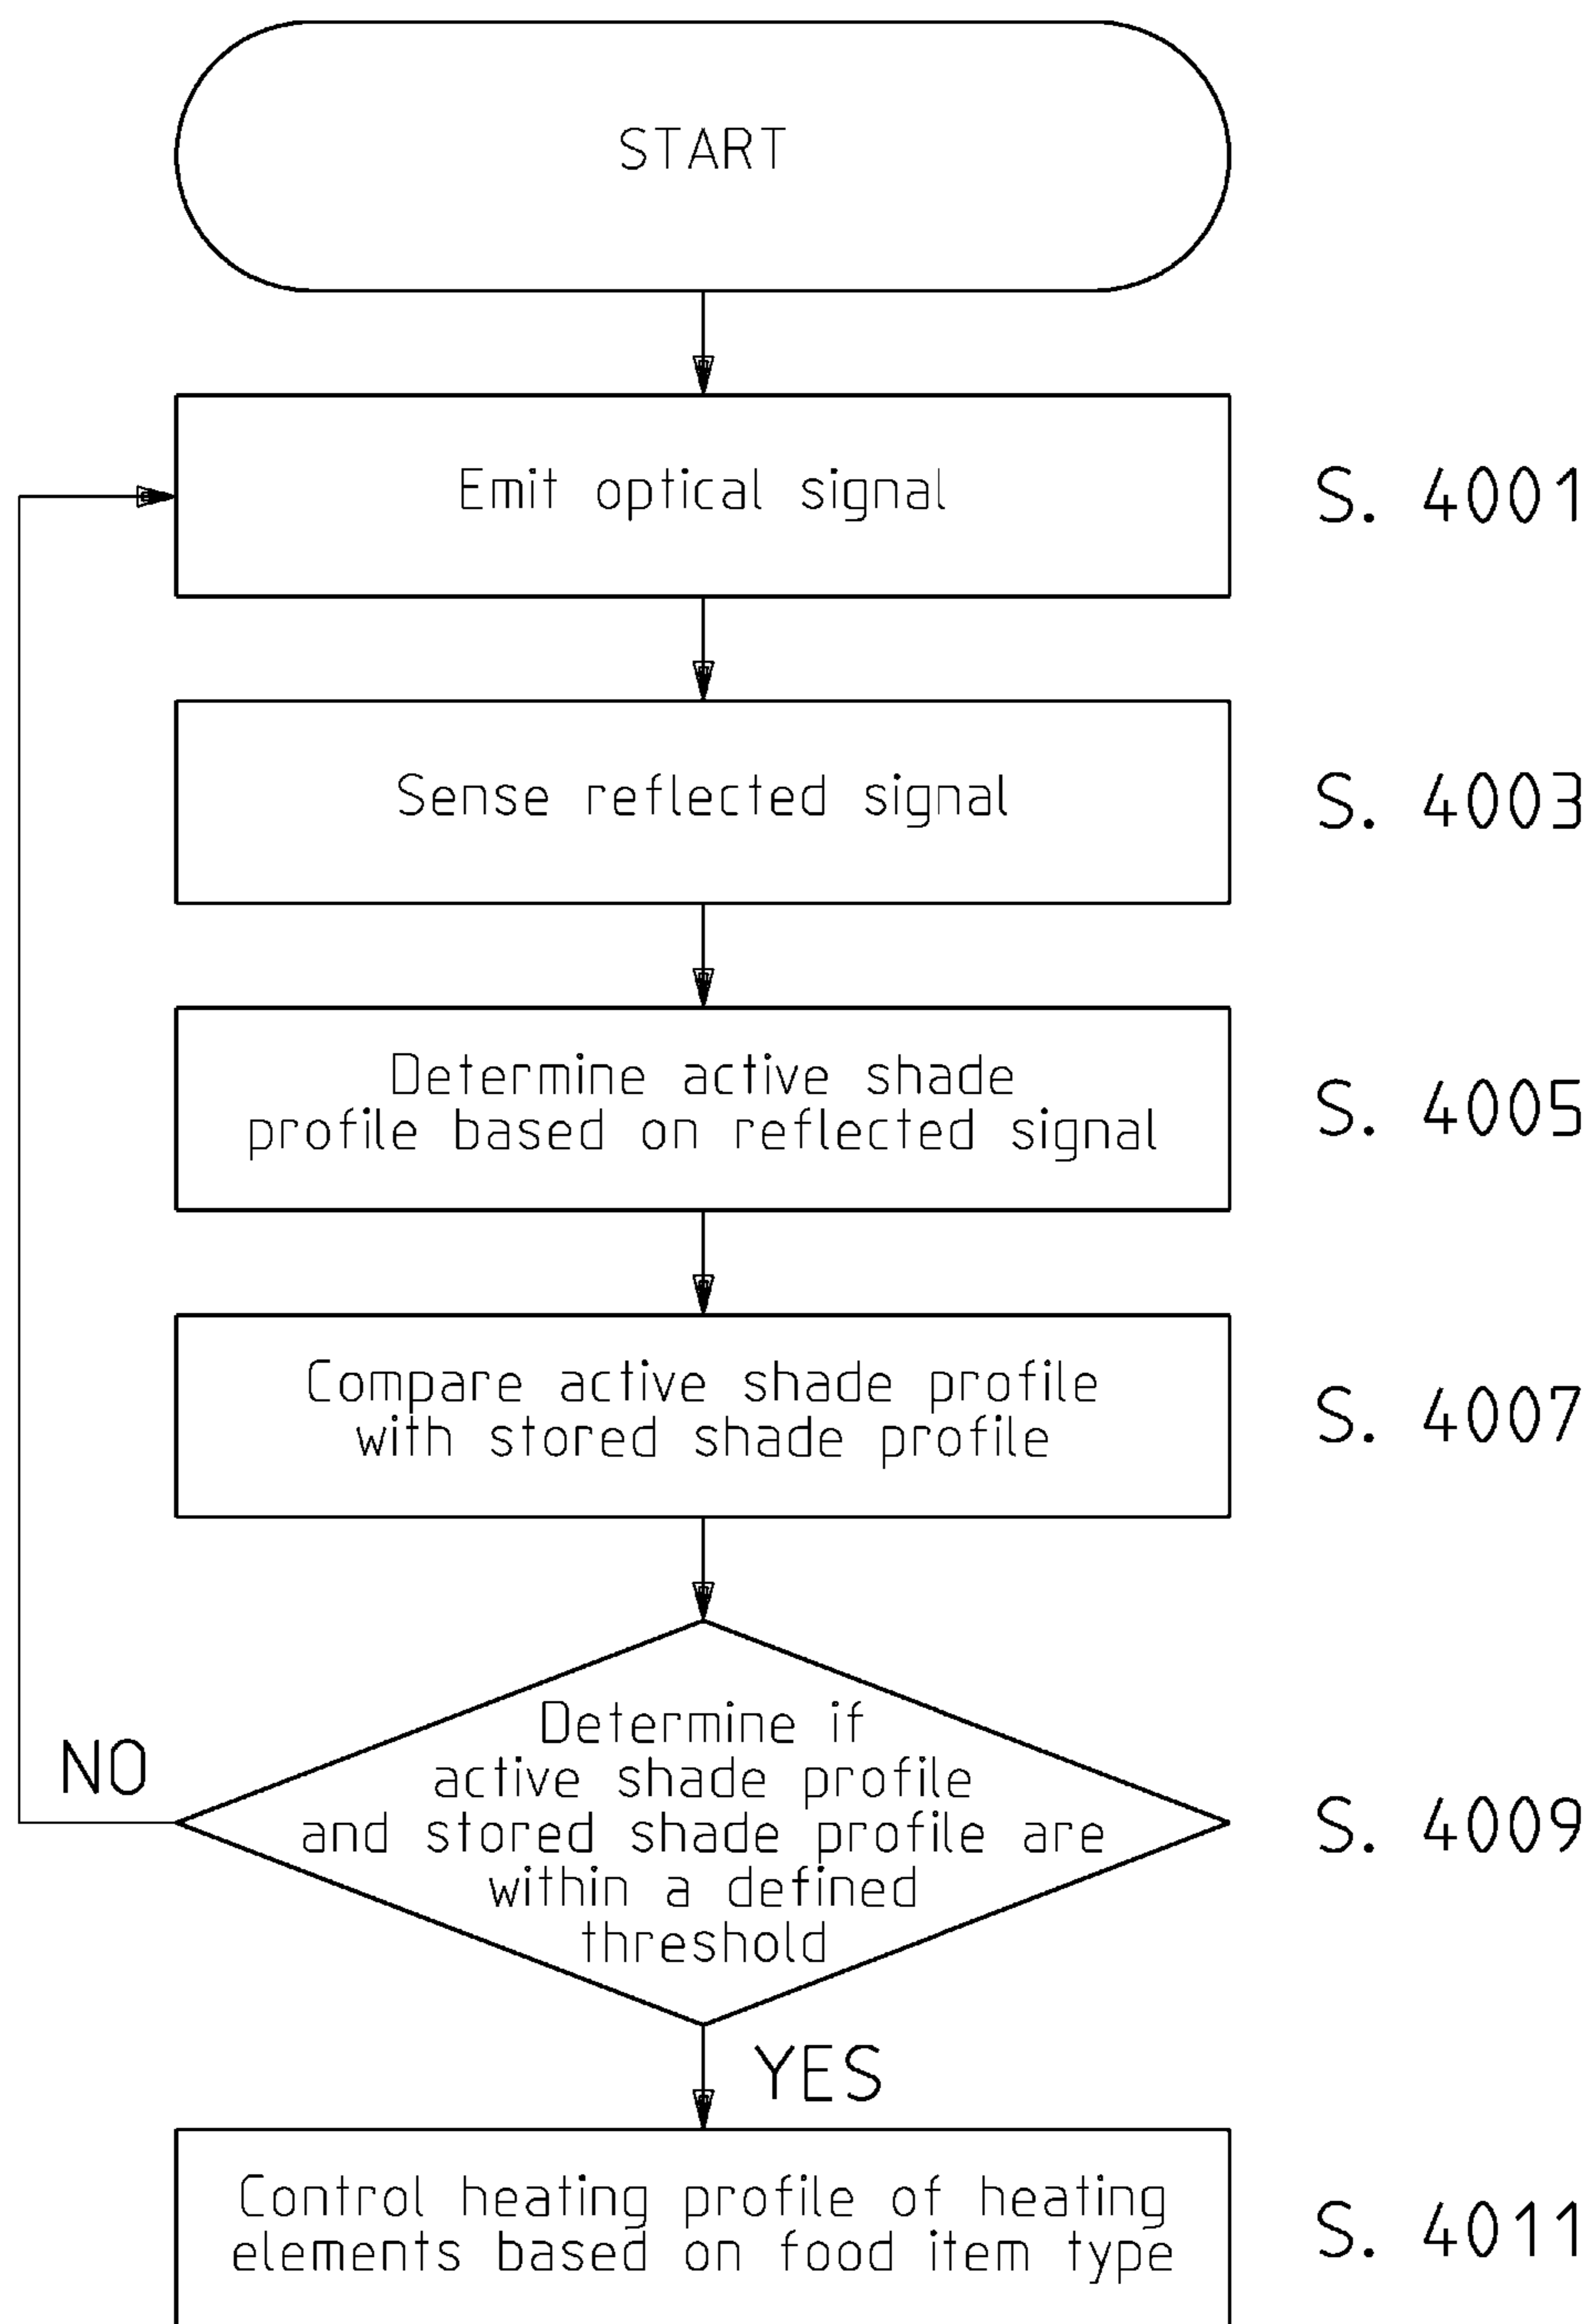 START
Emit optical signal
S. 4001
Sense reflected signal
S. 4003
Determine active shade
profile based on reflected signal
S. 4005
Compare active shade profile
with stored shade profile
S. 4007
Determine if
active shade profile
and stored shade profile are
within a defined
threshold
NO
S. 4009
YES
Control heating profile of heating
elements based on food item type
S. 4011